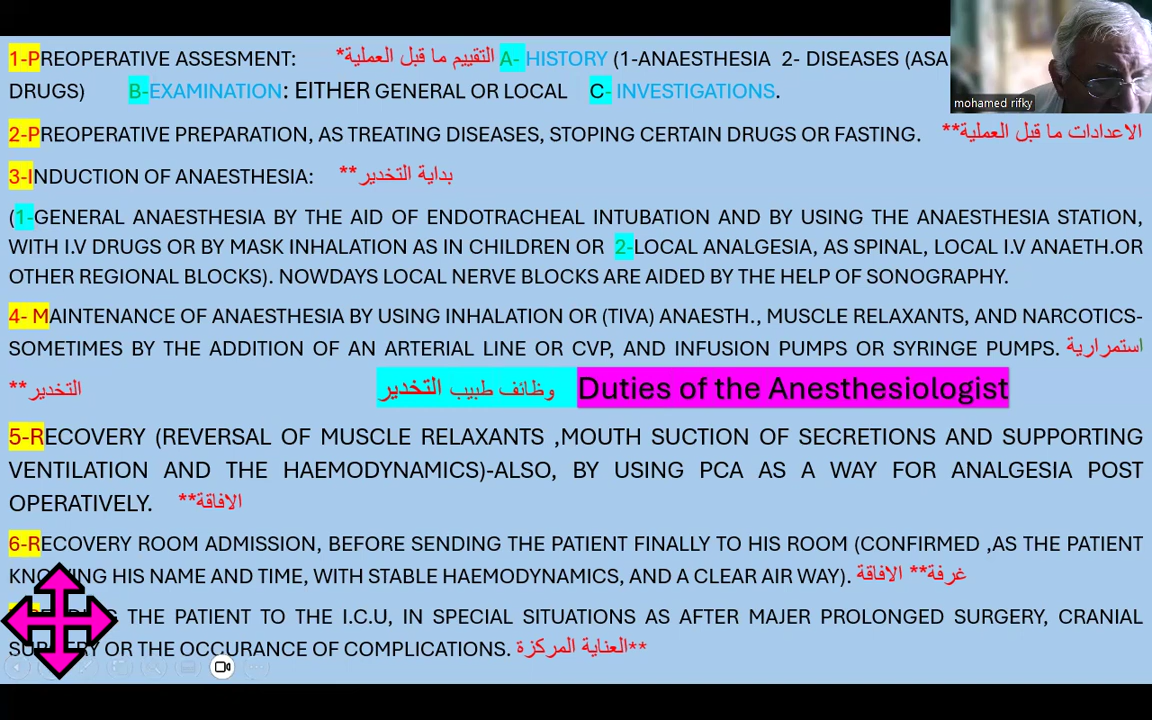 1-PREOPERATIVE ASSESMENT: *التقييم ما قبل العملية A- HISTORY (1-ANAESTHESIA 2- DISEASES (ASA
mohamed rifky
DRUGS) B-EXAMINATION: EITHER GENERAL OR LOCAL C- INVESTIGATIONS.
2-PREOPERATIVE PREPARATION, AS TREATING DISEASES, STOPING CERTAIN DRUGS OR FASTING. **الاعدادات ما قبل العملية
3-INDUCTION OF ANAESTHESIA: **بداية التخدير
(1-GENERAL ANAESTHESIA BY THE AID OF ENDOTRACHEAL INTUBATION AND BY USING THE ANAESTHESIA STATION,
WITH I.V DRUGS OR BY MASK INHALATION AS IN CHILDREN OR 2-LOCAL ANALGESIA, AS SPINAL, LOCAL I.V ANAETH.OR
OTHER REGIONAL BLOCKS). NOWDAYS LOCAL NERVE BLOCKS ARE AIDED BY THE HELP OF SONOGRAPHY.
4- MAINTENANCE OF ANAESTHESIA BY USING INHALATION OR (TIVA) ANAESTH., MUSCLE RELAXANTS, AND NARCOTICS-
SOMETIMES BY THE ADDITION OF AN ARTERIAL LINE OR CVP, AND INFUSION PUMPS OR SYRINGE PUMPS. استمرارية
**التخدير وظائف طبيب التخدير Duties of the Anesthesiologist
5-RECOVERY (REVERSAL OF MUSCLE RELAXANTS ,MOUTH SUCTION OF SECRETIONS AND SUPPORTING
VENTILATION AND THE HAEMODYNAMICS)-ALSO, BY USING PCA AS A WAY FOR ANALGESIA POST
OPERATIVELY. **الافاقة
6-RECOVERY ROOM ADMISSION, BEFORE SENDING THE PATIENT FINALLY TO HIS ROOM (CONFIRMED ,AS THE PATIENT
HIS NAME AND TIME, WITH STABLE HAEMODYNAMICS, AND A CLEAR AIR WAY). غرفة** الافاقة
THE PATIENT TO THE I.C.U, IN SPECIAL SITUATIONS AS AFTER MAJER PROLONGED SURGERY, CRANIAL
OR THE OCCURANCE OF COMPLICATIONS. العناية المركزة**